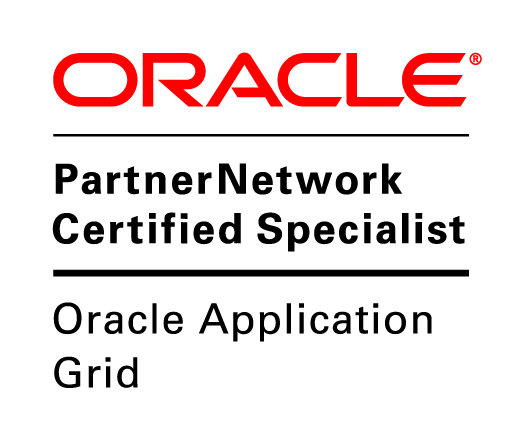 ORACLE®
PartnerNetwork
Certified Specialist
Oracle Application
Grid